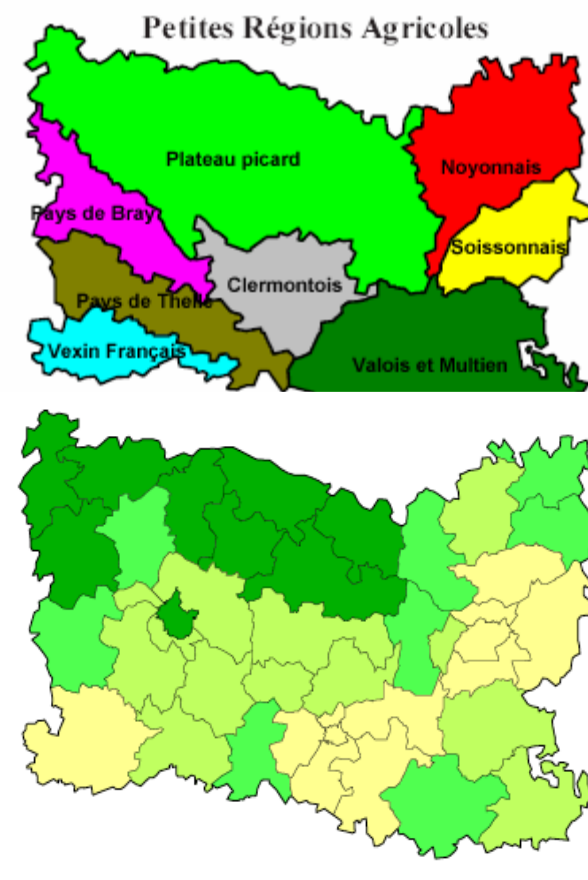 Petites Régions Agricoles
Plateau picard
Noyonnais
Pays de Bray
Soissonnais
Clermontois
Pays de Thelle
Vexin Français
Valois et Multien